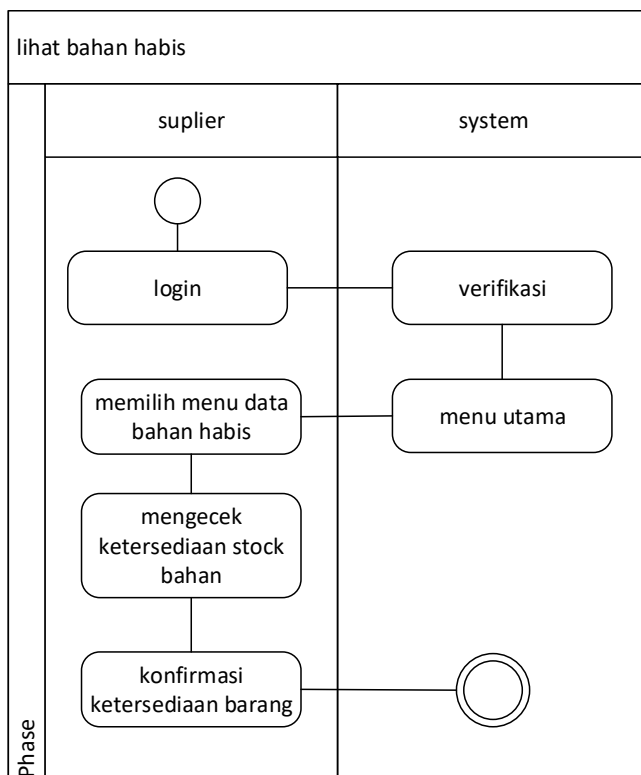 lihat bahan habis
suplier
system
login
verifikasi
memilih menu data
bahan habis
menu utama
mengecek
ketersediaan stock
bahan
konfirmasi
ketersediaan barang
Phase